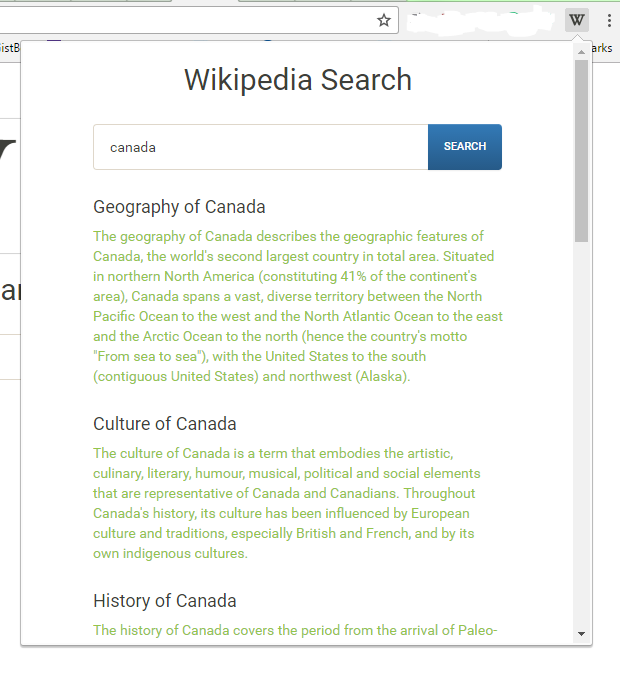 W
istB
arks
Wikipedia Search
canada
SEARCH
Geography of Canada
The geography of Canada describes the geographic features of
Canada, the world's second largest country in total area. Situated
in northern North America (constituting 41% of the continent's
area), Canada spans a vast, diverse territory between the North
Pacific Ocean to the west and the North Atlantic Ocean to the east
and the Arctic Ocean to the north (hence the country's motto
"From sea to sea"), with the United States to the south
(contiguous United States) and northwest (Alaska).
ar
Culture of Canada
The culture of Canada is a term that embodies the artistic,
culinary, literary, humour, musical, political and social elements
that are representative of Canada and Canadians. Throughout
Canada's history, its culture has been influenced by European
culture and traditions, especially British and French, and by its
own indigenous cultures.
History of Canada
The history of Canada covers the period from the arrival of Paleo-